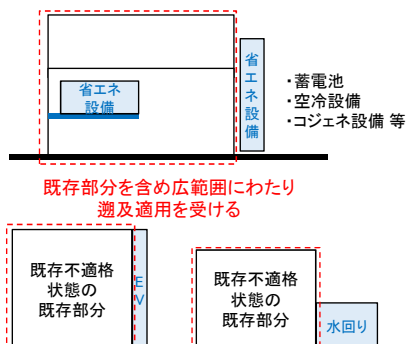 省エネ
設備
省エネ設備
・蓄電池
・空冷設備
・コジェネ設備 等
既存部分を含め広範囲にわたり
遡及適用を受ける
既存不適格
状態の
既存部分
EV
既存不適格
状態の
既存部分
水回り